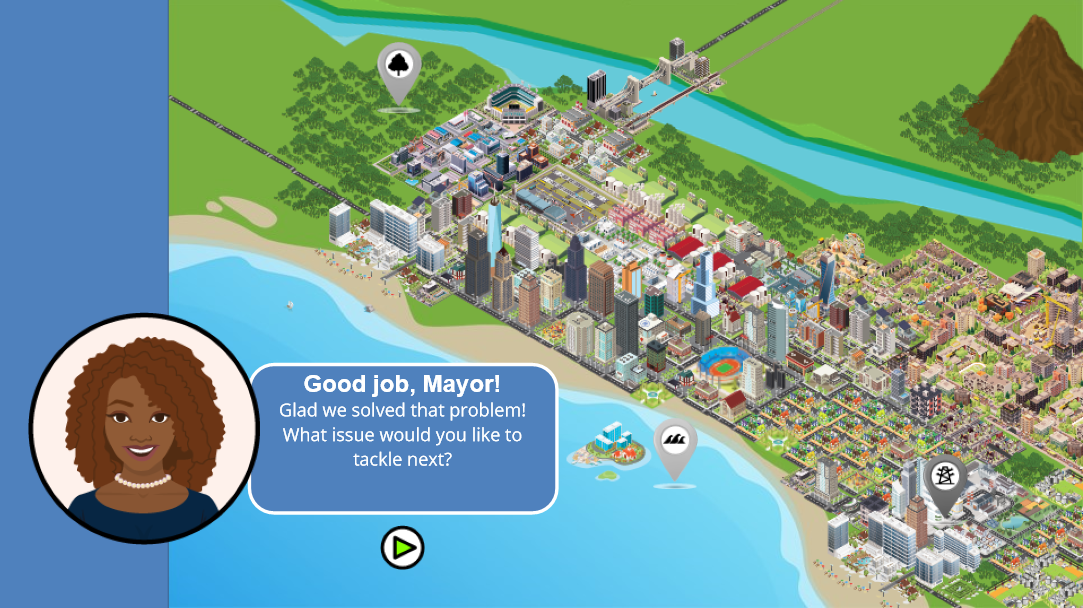 Good job, Mayor!
Glad we solved that problem!
What issue would you like to
tackle next?